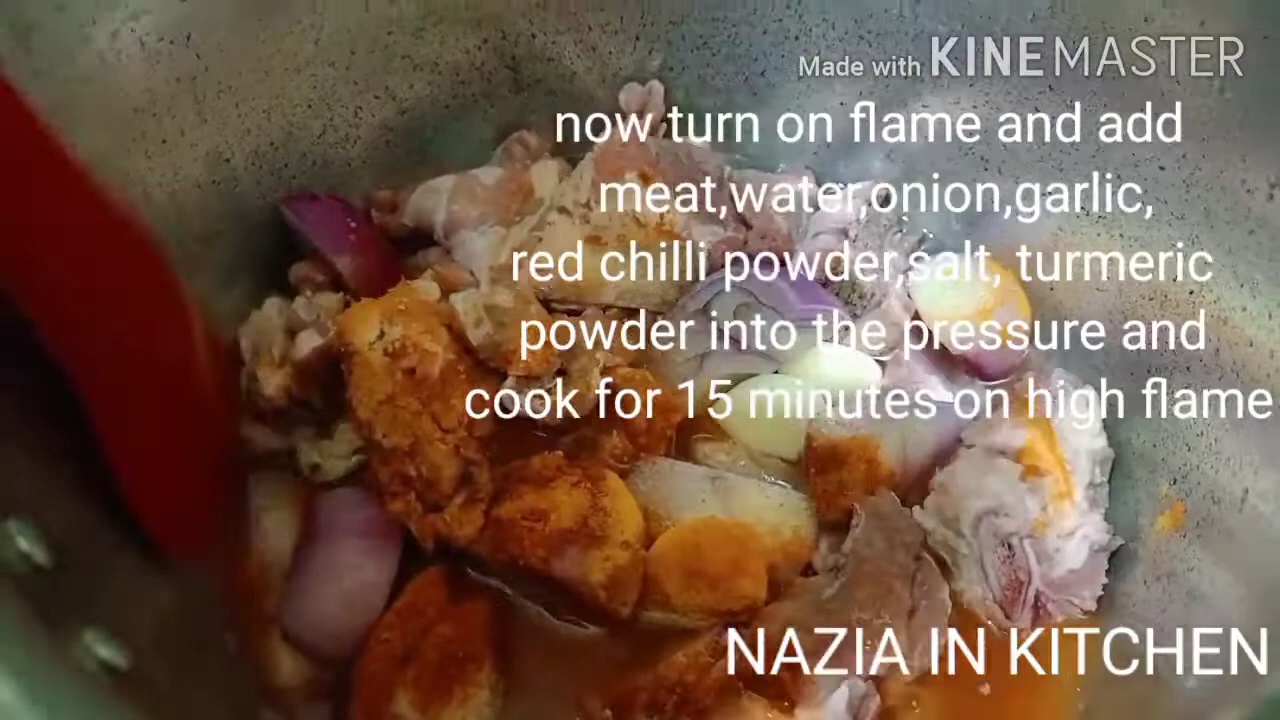 Made with KINEMASTER
now turn on flame and add
meat,water,onion,garlic,
red chilli powder,salt, turmeric
powder into the pressure and
cook for 15 minutes on high flame
NAZIA IN KITCHEN